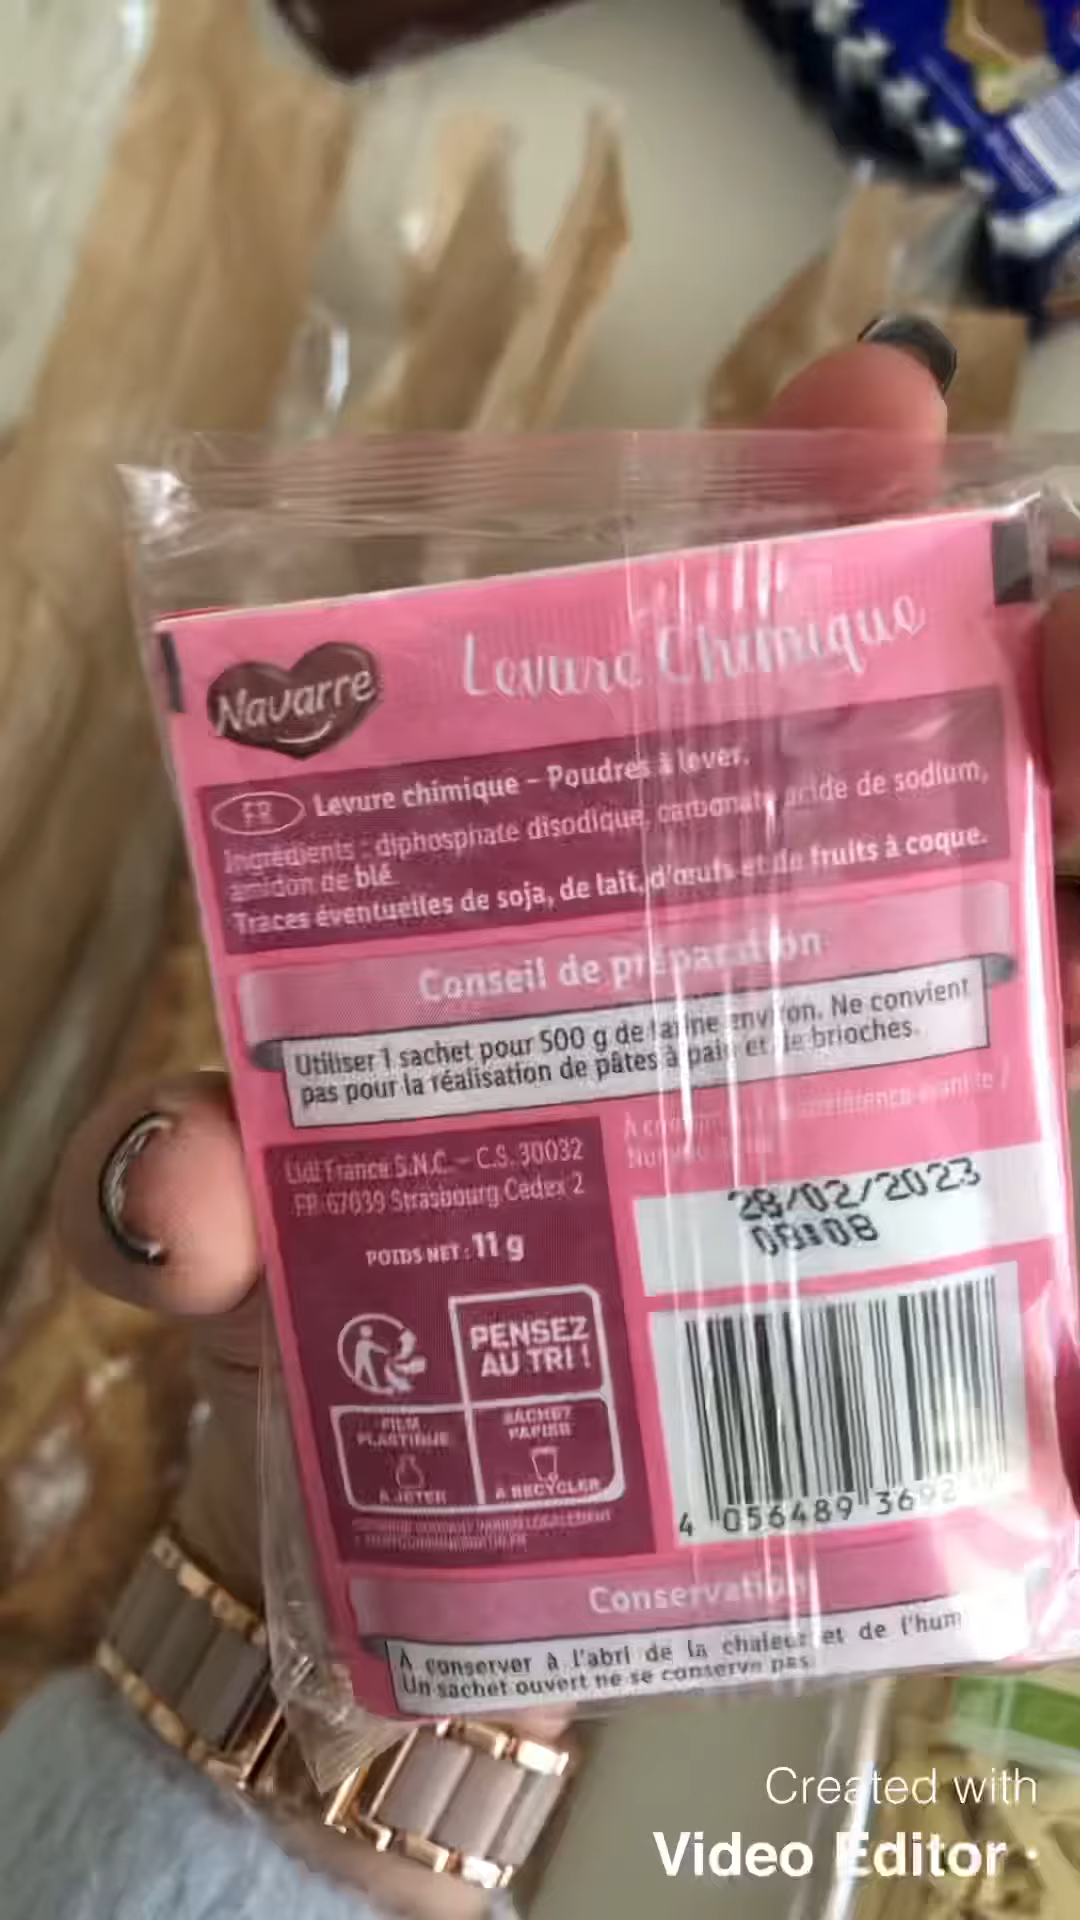 Navarre
Levure Chimique
FR Levure chimique - Poudres à lever.
Ingrédients : diphosphate disodique, carbonate acide de sodium,
amidon de blé.
Traces éventuelles de soja, de lait, d'œufs et de fruits à coque.
Conseil de préparation
Utiliser 1 sachet pour 500 g de farine environ. Ne convient
pas pour la réalisation de pâtes à pain et de brioches.
Lidl France S.N.C. - C.S. 30032
FR-67039 Strasbourg Cedex 2
POIDS NET : 11 g
28/02/2023
08:08
PENSEZ
AU TRI !
FILM
PLASTIQUE
À JETER
SACHET
PAPIER
À RECYCLER
4 056489 3692
Conservation
À conserver à l'abri de la chaleur et de l'hum
Un sachet ouvert ne se conserve pas.
Created with
Video Editor